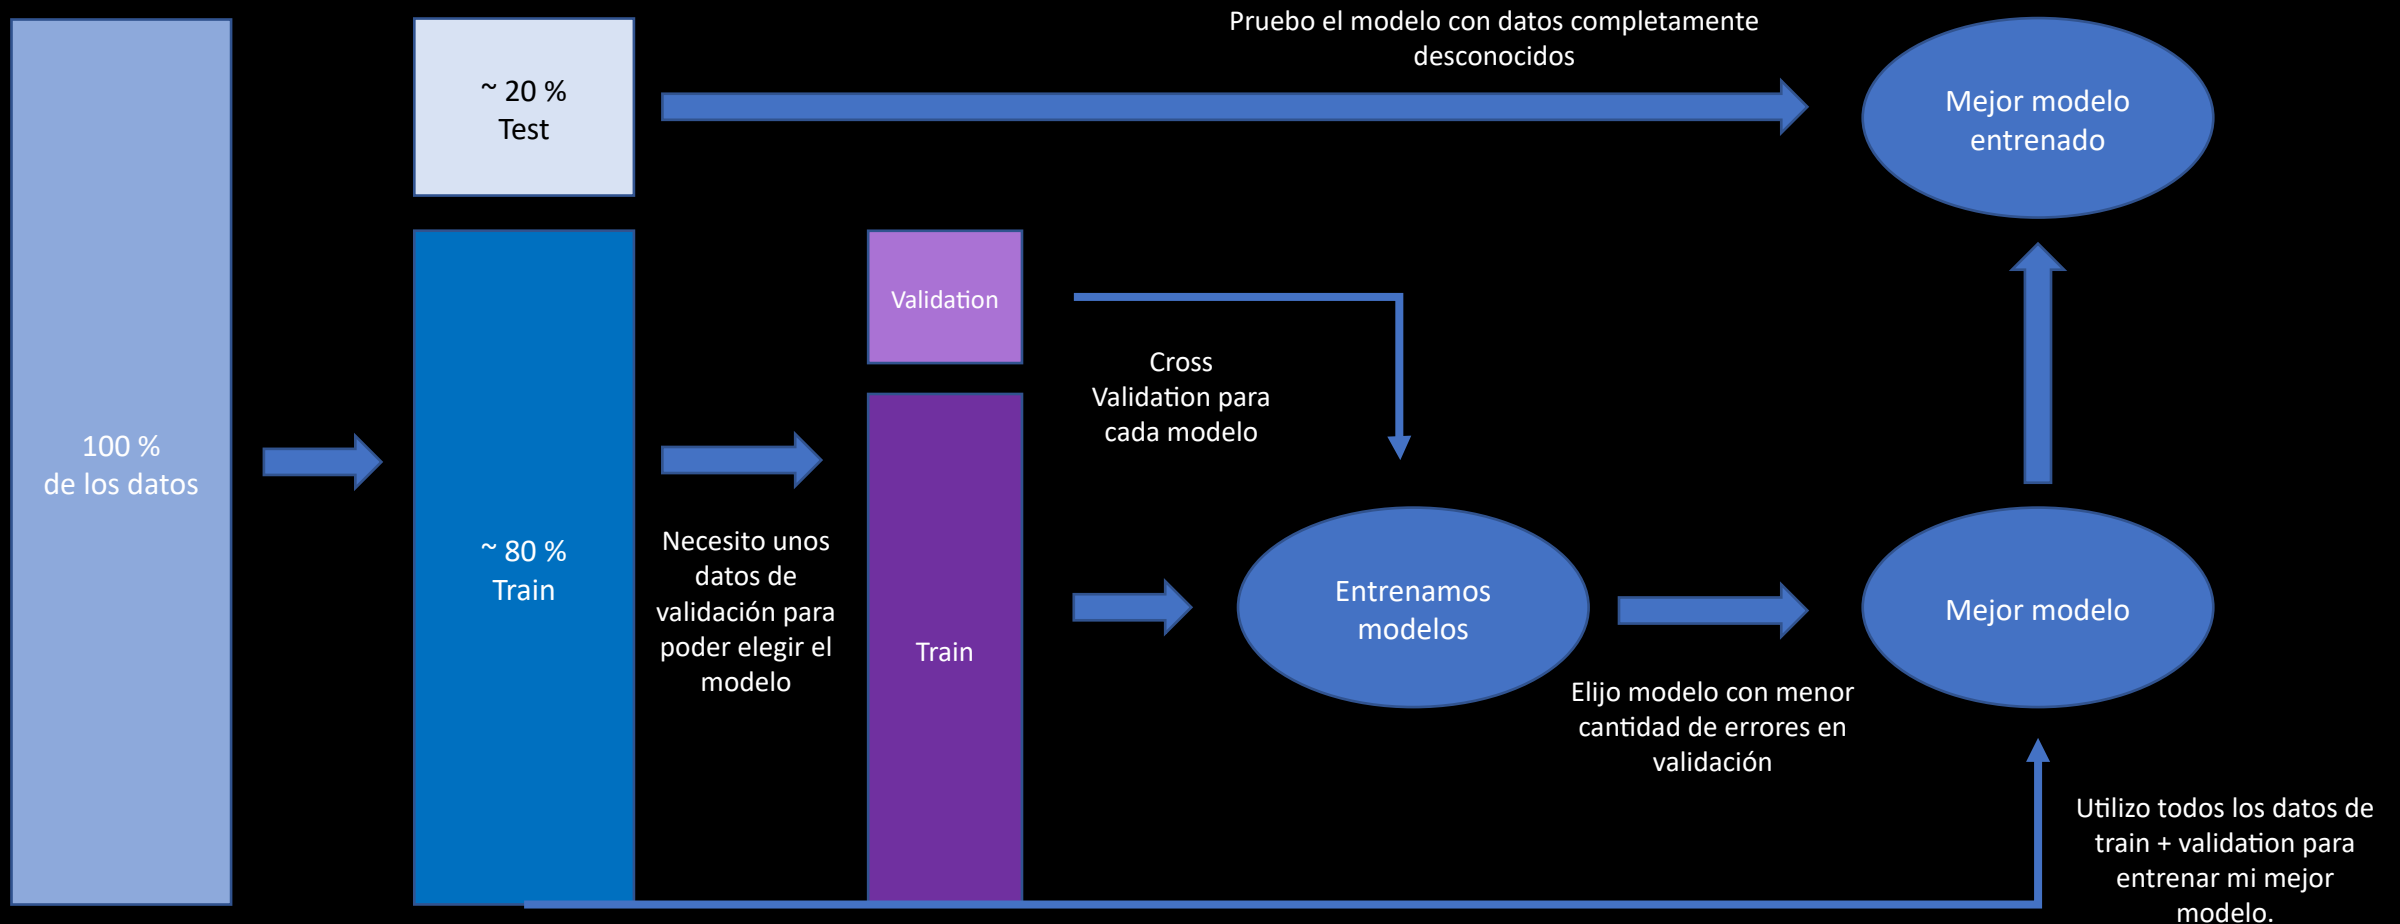 100 %
de los datos
~ 20 %
Test
~ 80 %
Train
Necesito unos
datos de
validación para
poder elegir el
modelo
Validation
Train
Cross
Validation para
cada modelo
Entrenamos
modelos
Elijo modelo con menor
cantidad de errores en
validación
Mejor modelo
Utilizo todos los datos de
train + validation para
entrenar mi mejor
modelo.
Pruebo el modelo con datos completamente
desconocidos
Mejor modelo
entrenado